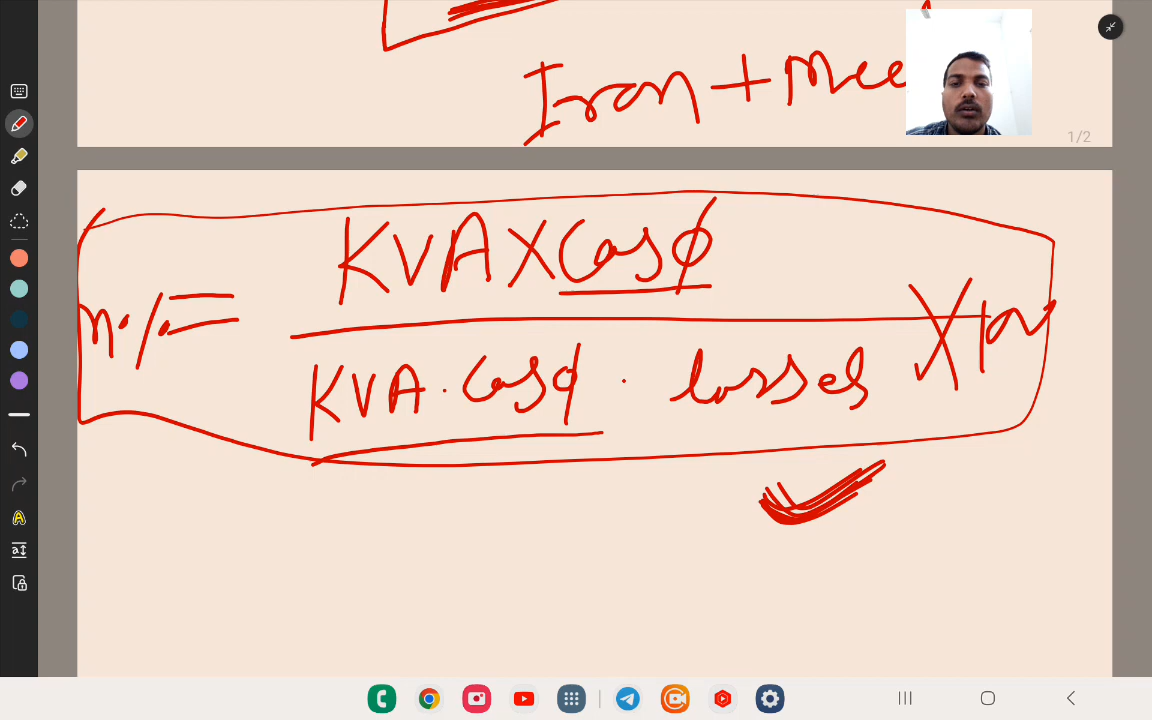 Iron + Mec
1/2
η% = KVA X Cosφ / KVA . Cosφ . losses X 100